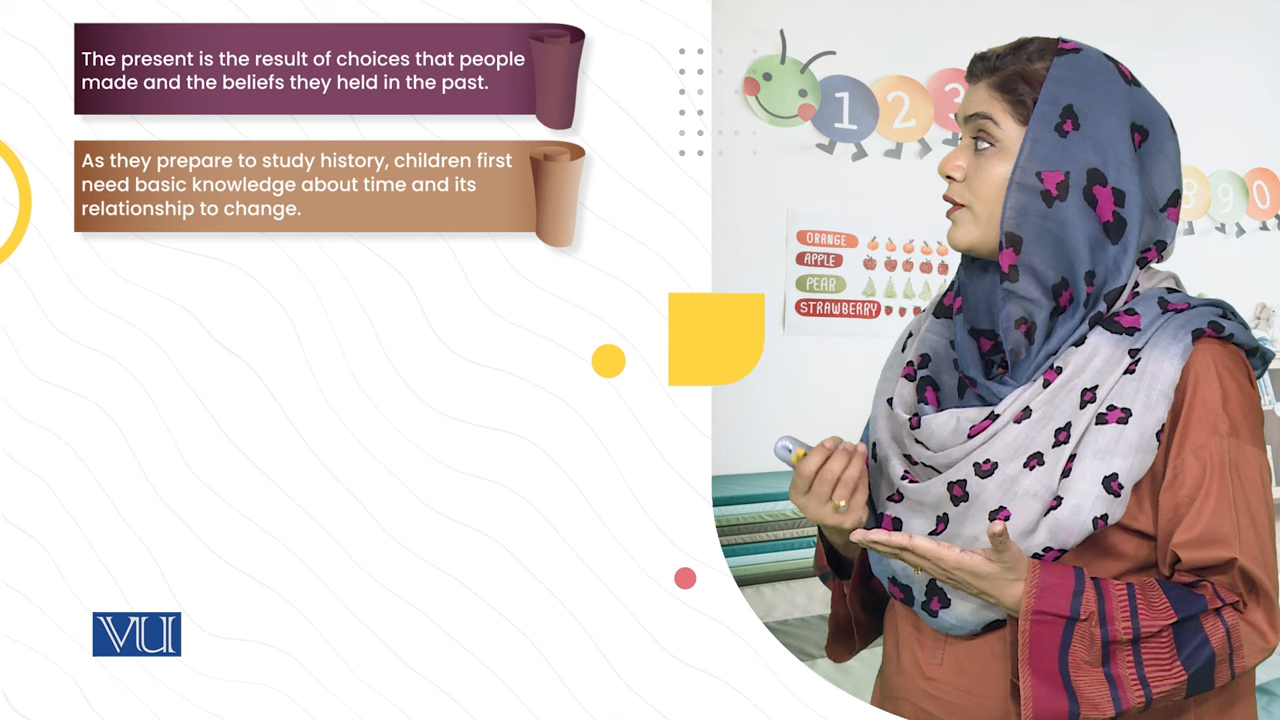 The present is the result of choices that people
made and the beliefs they held in the past.
As they prepare to study history, children first
need basic knowledge about time and its
relationship to change.
1 2 3
8 9 0
ORANGE
APPLE
PEAR
STRAWBERRY
VU